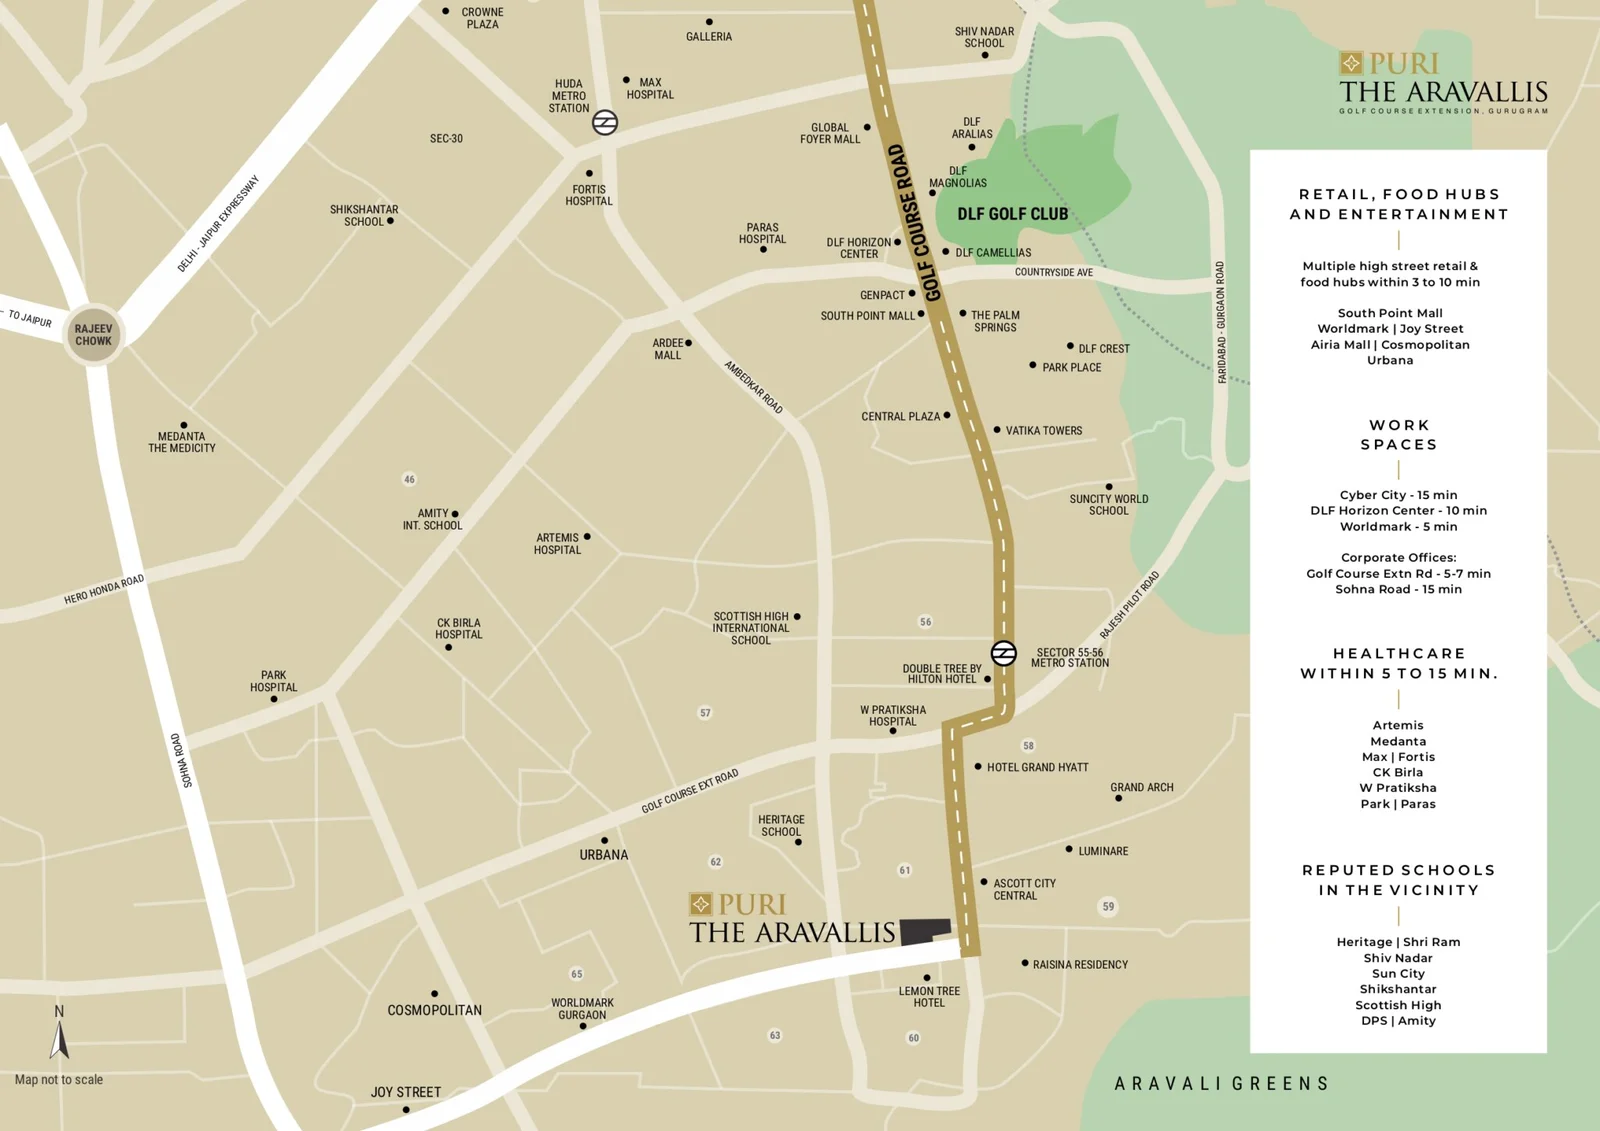 CROWNE
PLAZA
GALLERIA
SHIV NADAR
SCHOOL
PURI
THE ARAVALLIS
GOLF COURSE EXTENSION, GURUGRAM
HUDA
METRO
STATION
MAX
HOSPITAL
SEC-30
GLOBAL
FOYER MALL
DLF
ARALIAS
DLF
MAGNOLIAS
FORTIS
HOSPITAL
SHIKSHANTAR
SCHOOL
DELHI - JAIPUR EXPRESSWAY
GOLF COURSE ROAD
DLF GOLF CLUB
PARAS
HOSPITAL
DLF HORIZON
CENTER
DLF CAMELLIAS
COUNTRYSIDE AVE
FARIDABAD - GURGAON ROAD
GENPACT
SOUTH POINT MALL
THE PALM
SPRINGS
TO JAIPUR
RAJEEV
CHOWK
ARDEE
MALL
DLF CREST
PARK PLACE
AMBEDKAR ROAD
CENTRAL PLAZA
VATIKA TOWERS
MEDANTA
THE MEDICITY
46
SUNCITY WORLD
SCHOOL
AMITY
INT. SCHOOL
ARTEMIS
HOSPITAL
HERO HONDA ROAD
RAJESH PILOT ROAD
CK BIRLA
HOSPITAL
SCOTTISH HIGH
INTERNATIONAL
SCHOOL
56
SECTOR 55-56
METRO STATION
DOUBLE TREE BY
HILTON HOTEL
PARK
HOSPITAL
57
W PRATIKSHA
HOSPITAL
58
SOHNA ROAD
GOLF COURSE EXT ROAD
HOTEL GRAND HYATT
GRAND ARCH
HERITAGE
SCHOOL
URBANA
62
61
LUMINARE
ASCOTT CITY
CENTRAL
59
PURI
THE ARAVALLIS
RAISINA RESIDENCY
65
LEMON TREE
HOTEL
COSMOPOLITAN
WORLDMARK
GURGAON
63
60
N
Map not to scale
JOY STREET
ARAVALI GREENS
RETAIL, FOOD HUBS
AND ENTERTAINMENT
Multiple high street retail &
food hubs within 3 to 10 min
South Point Mall
Worldmark | Joy Street
Airia Mall | Cosmopolitan
Urbana
WORK
SPACES
Cyber City - 15 min
DLF Horizon Center - 10 min
Worldmark - 5 min
Corporate Offices:
Golf Course Extn Rd - 5-7 min
Sohna Road - 15 min
HEALTHCARE
WITHIN 5 TO 15 MIN.
Artemis
Medanta
Max | Fortis
CK Birla
W Pratiksha
Park | Paras
REPUTED SCHOOLS
IN THE VICINITY
Heritage | Shri Ram
Shiv Nadar
Sun City
Shikshantar
Scottish High
DPS | Amity